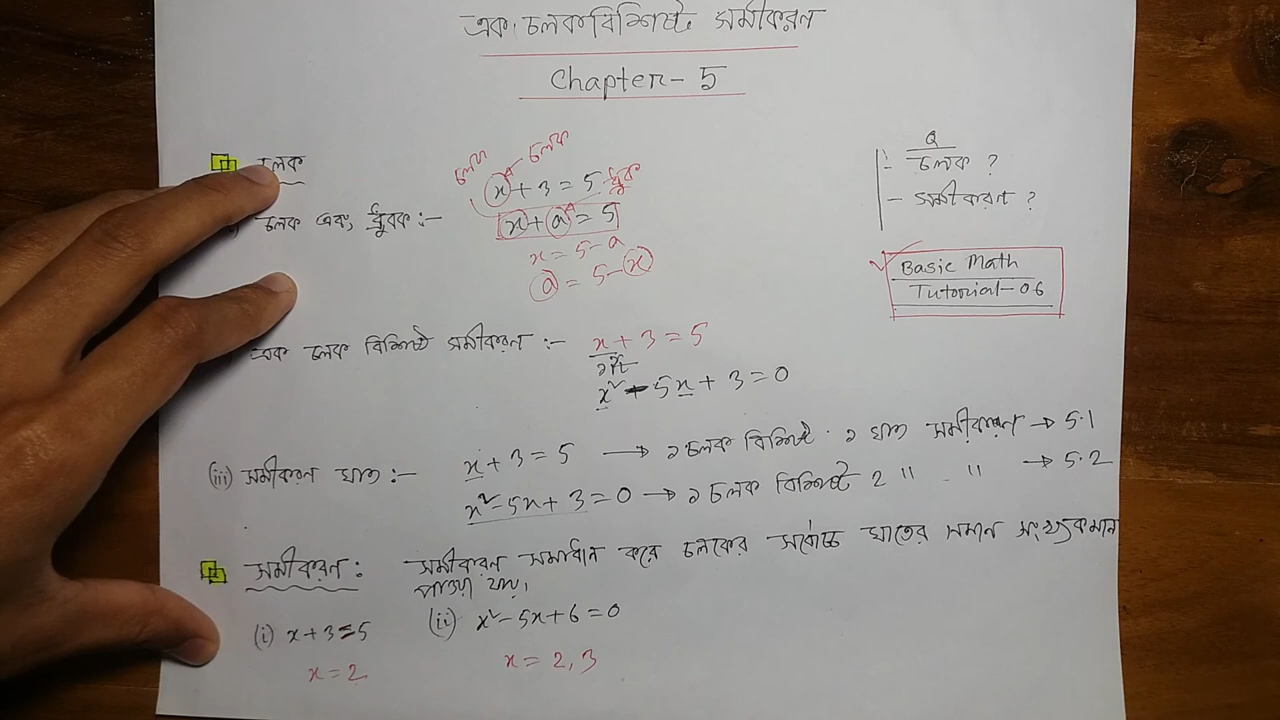 এক চলকবিশিষ্ট সমীকরন
Chapter - 5
চলক
চলক এবং ধ্রুবক :-
চলক চলক
x + 3 = 5 ধ্রুবক
x + a = 5
x = 5 - a
a = 5 - x
Q
চলক ?
- সমীকরণ ?
Basic Math
Tutorial - 06
এক চলক বিশিষ্ট সমীকরণ :- x + 3 = 5
x² - 5x + 3 = 0
(iii) সমীকরণ ঘাত :- x + 3 = 5 → ১ চলক বিশিষ্ট ১ ঘাত সমীকরণ → 5.1
x² - 5x + 3 = 0 → ১ চলক বিশিষ্ট 2 " " → 5.2
সমীকরণ : সমীকরণ সমাধান করে চলকের সর্বোচ্চ ঘাতের সমান সংখ্যকমান
পাওয়া যায়।
(i) x + 3 = 5 (ii) x² - 5x + 6 = 0
x = 2 x = 2, 3